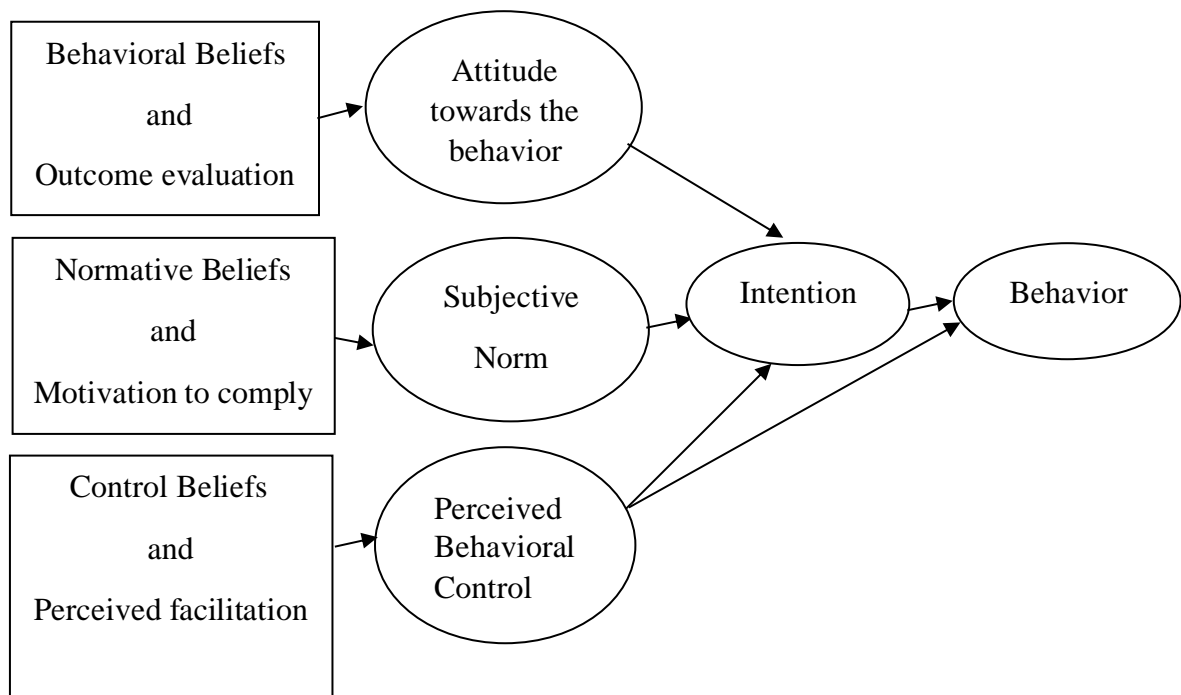 Behavioral Beliefs
and
Outcome evaluation
Attitude
towards the
behavior
Normative Beliefs
and
Motivation to comply
Subjective
Norm
Intention
Behavior
Control Beliefs
and
Perceived facilitation
Perceived
Behavioral
Control